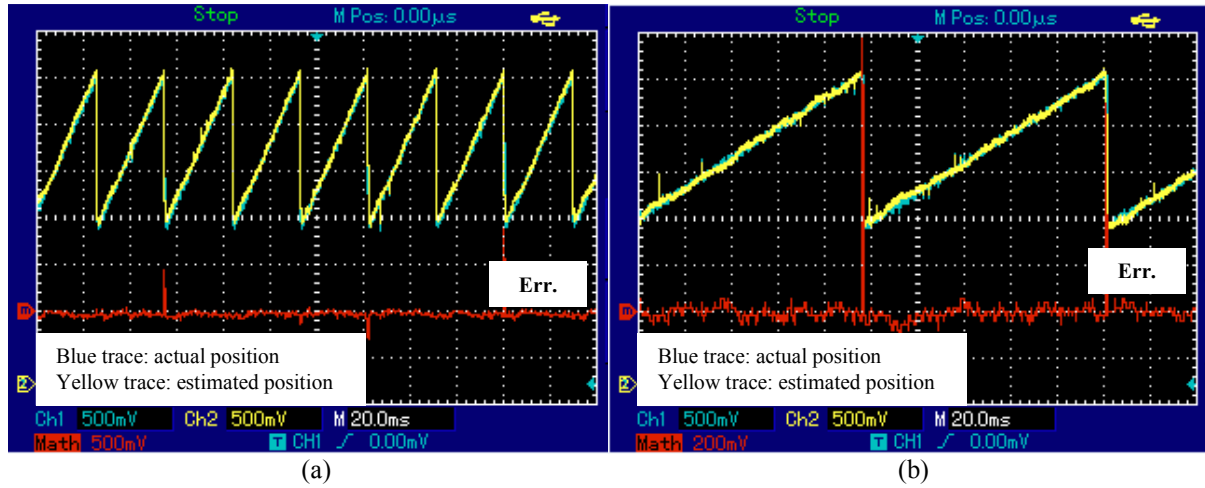 Stop M Pos: 0.00μs
Err.
m
Blue trace: actual position
Yellow trace: estimated position
2
Ch1 500mV Ch2 500mV M 20.0ms
Math 500mV T CH1 0.00mV
(a)
Stop M Pos: 0.00μs
Err.
m
Blue trace: actual position
Yellow trace: estimated position
2
Ch1 500mV Ch2 500mV M 20.0ms
Math 200mV T CH1 0.00mV
(b)